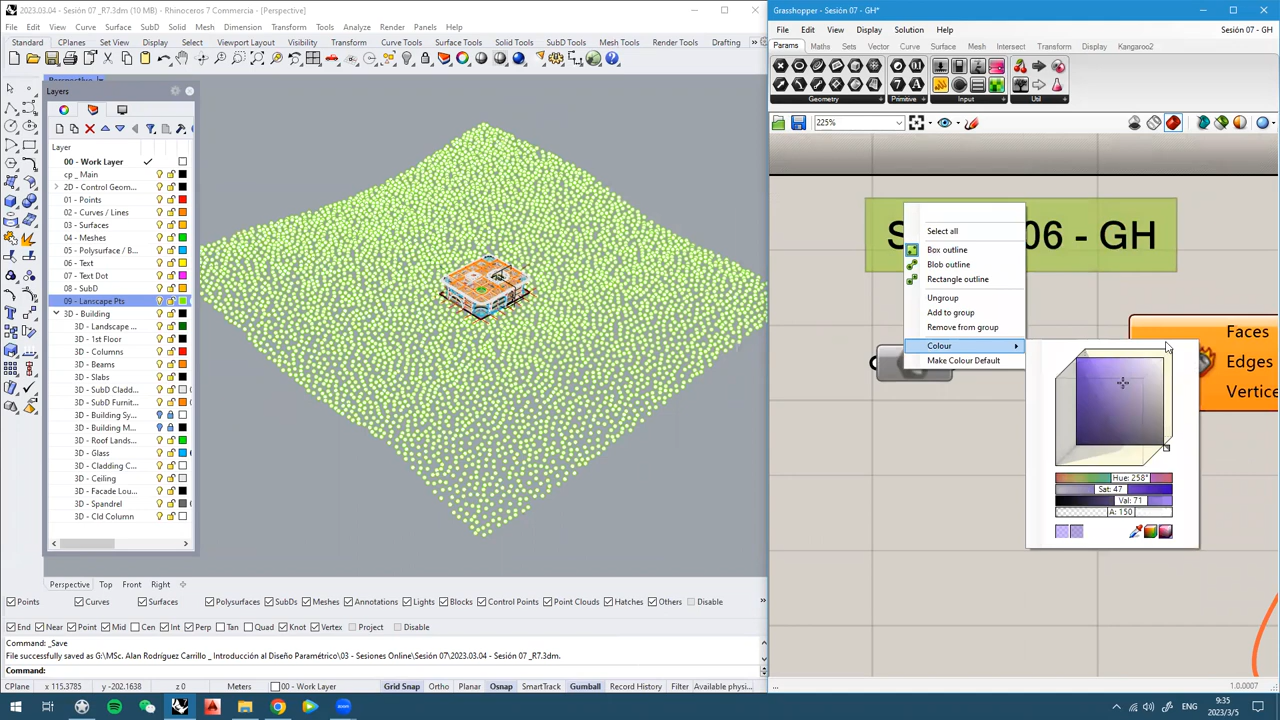 2023.03.04 - Sesión 07_R7.3dm (10 MB) - Rhinoceros 7 Commercia - [Perspective]
File Edit View Curve Surface SubD Solid Mesh Dimension Transform Tools Analyze Render Panels Help
Standard CPlanes Set View Display Select Viewport Layout Visibility Transform Curve Tools Surface Tools Solid Tools SubD Tools Mesh Tools Render Tools Drafting
Perspective
Layers
Layer
00 - Work Layer
cp _ Main
2D - Control Geom...
01 - Points
02 - Curves / Lines
03 - Surfaces
04 - Meshes
05 - Polysurface / B...
06 - Text
07 - Text Dot
08 - SubD
09 - Lanscape Pts
3D - Building
3D - Landscape ...
3D - 1st Floor
3D - Columns
3D - Beams
3D - Slabs
3D - SubD Cladd...
3D - SubD Furnit...
3D - Building Sy...
3D - Building M...
3D - Roof Lands...
3D - Glass
3D - Cladding C...
3D - Ceiling
3D - Facade Lou...
3D - Spandrel
3D - Cld Column
Perspective Top Front Right
Points Curves Surfaces Polysurfaces SubDs Meshes Annotations Lights Blocks Control Points Point Clouds Hatches Others Disable
End Near Point Mid Cen Int Perp Tan Quad Knot Vertex Project Disable
Command: _Save
File successfully saved as G:\MSc. Alan Rodríguez Carrillo _ Introducción al Diseño Paramétrico\03 - Sesiones Online\Sesión 07\2023.03.04 - Sesión 07 _R7.3dm.
Command:
CPlane x 115.3785 y -202.1638 z 0 Meters 00 - Work Layer Grid Snap Ortho Planar Osnap SmartTrack Gumball Record History Filter Available physi...
Grasshopper - Sesión 07 - GH*
File Edit View Display Solution Help
Sesión 07 - GH
Params Maths Sets Vector Curve Surface Mesh Intersect Transform Display Kangaroo2
Geometry Primitive Input Util
225%
S
06 - GH
Select all
Box outline
Blob outline
Rectangle outline
Ungroup
Add to group
Remove from group
Colour
Make Colour Default
Faces
Edges
Vertice
Hue: 258°
Sat: 47
Val: 71
A: 150
...
1.0.0007
ENG
9:35
2023/3/5